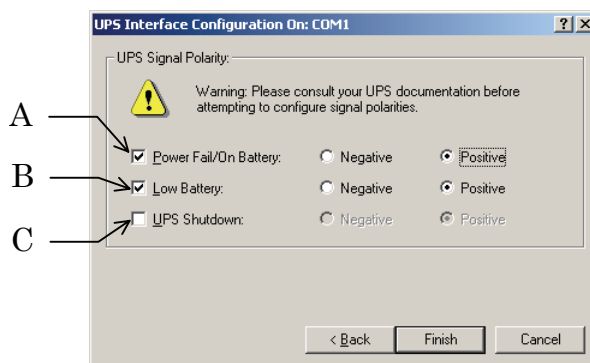 UPS Interface Configuration On: COM1
UPS Signal Polarity:
Warning: Please consult your UPS documentation before
attempting to configure signal polarities.
A
Power Fail/On Battery: Negative Positive
B
Low Battery: Negative Positive
C
UPS Shutdown: Negative Positive
< Back Finish Cancel